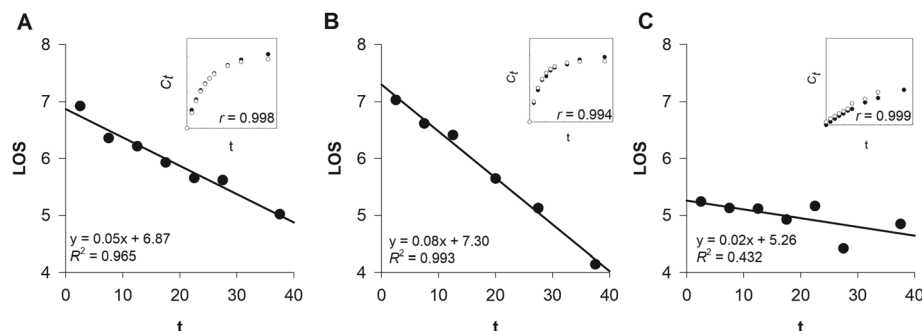 A
B
C
8
7
6
5
4
LOS
Ct
r = 0.998
t
y = 0.05x + 6.87
R² = 0.965
0
10
20
30
40
t
8
7
6
5
4
LOS
Ct
r = 0.994
t
y = 0.08x + 7.30
R² = 0.993
0
10
20
30
40
t
8
7
6
5
4
LOS
Ct
r = 0.999
t
y = 0.02x + 5.26
R² = 0.432
0
10
20
30
40
t